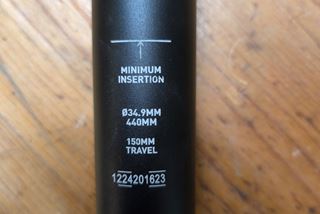 MINIMUM
INSERTION
Ø34.9MM
440MM
150MM
TRAVEL
1224201623